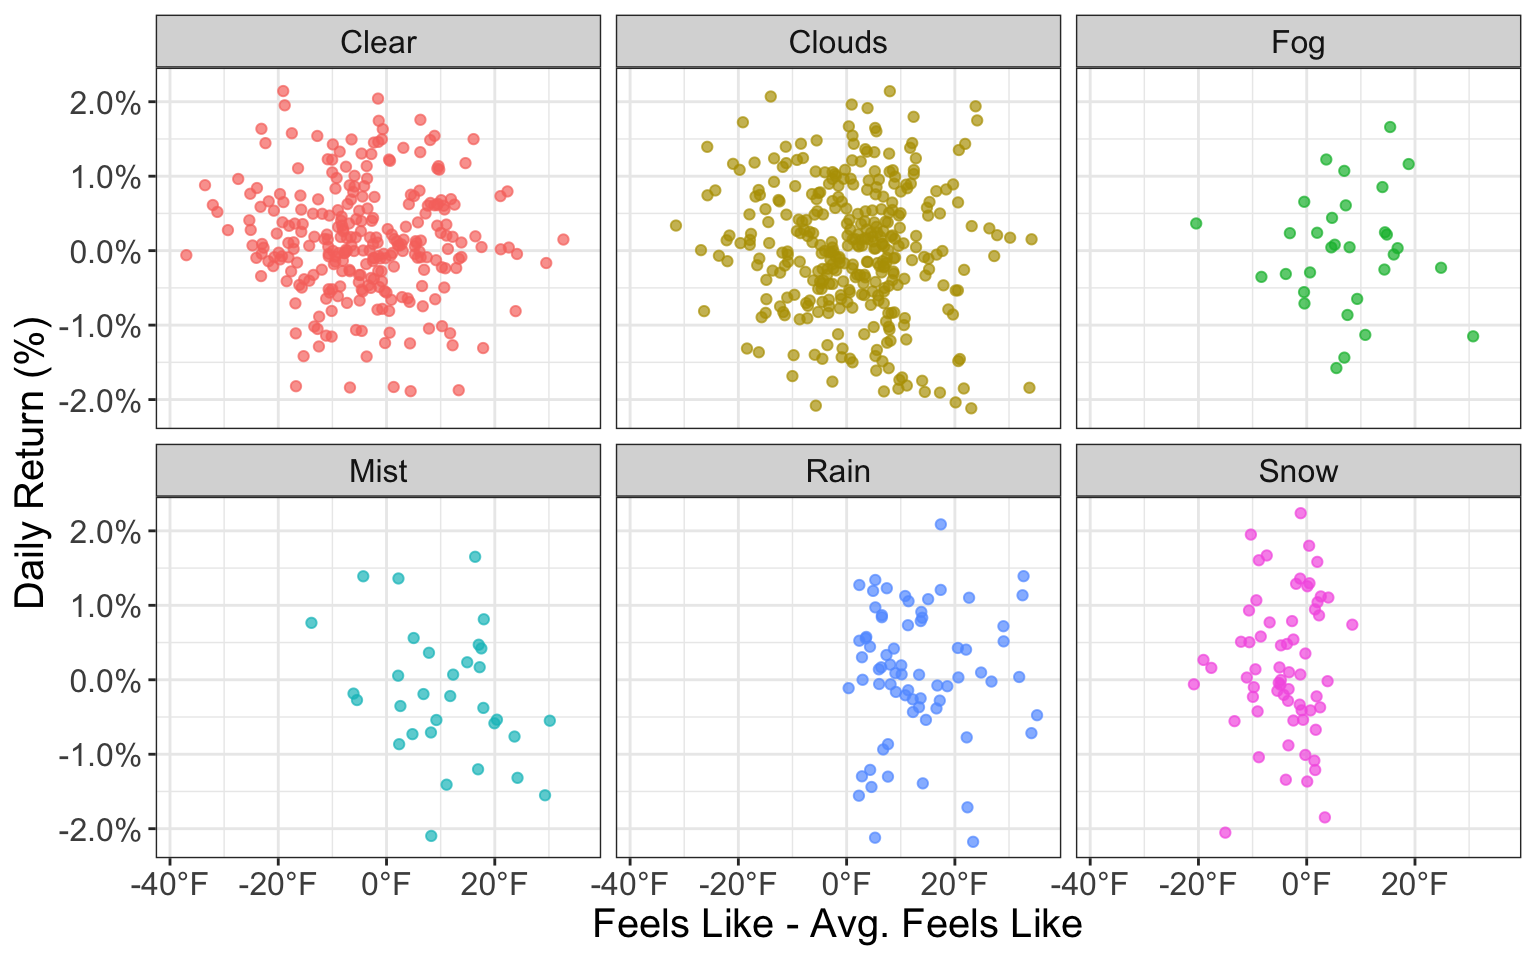 Clear
Clouds
Fog
2.0%
1.0%
0.0%
-1.0%
-2.0%
Mist
Rain
Snow
2.0%
1.0%
0.0%
-1.0%
-2.0%
-40°F -20°F 0°F 20°F -40°F -20°F 0°F 20°F -40°F -20°F 0°F 20°F
Feels Like - Avg. Feels Like
Daily Return (%)